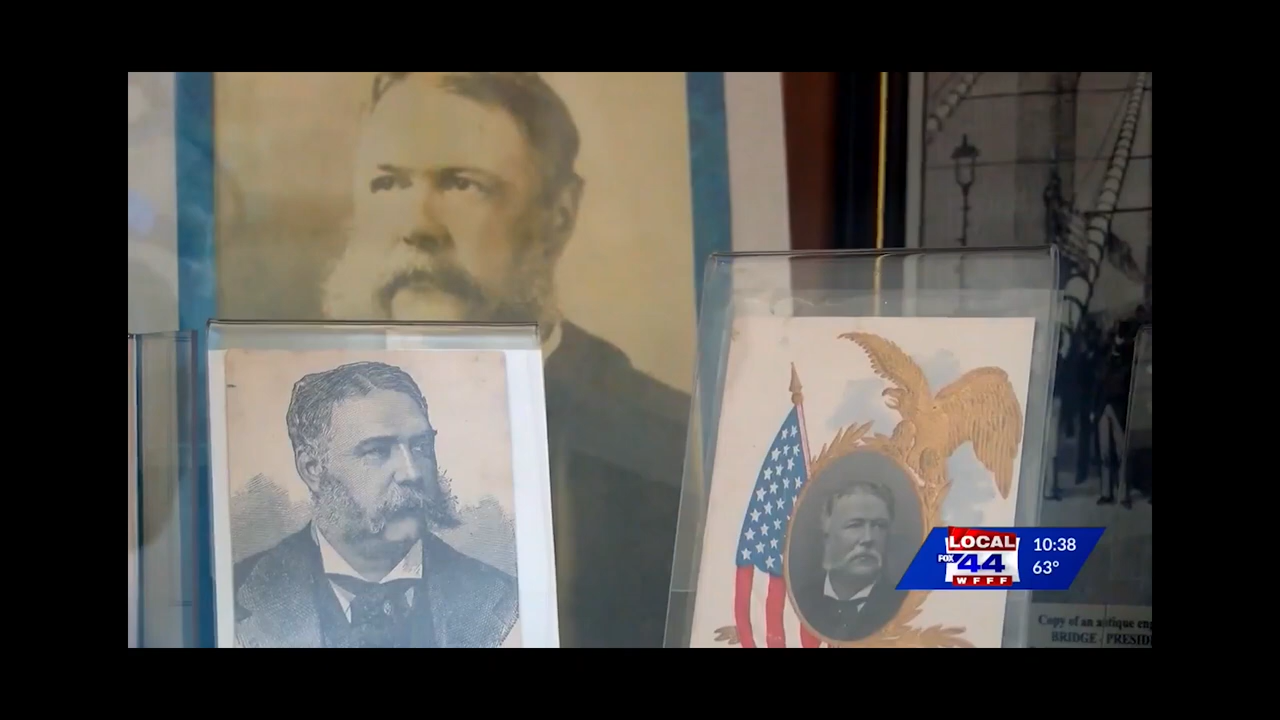 LOCAL
FOX 44
WFFF
10:38
63°
Copy of an antique eng
BRIDGE - PRESID